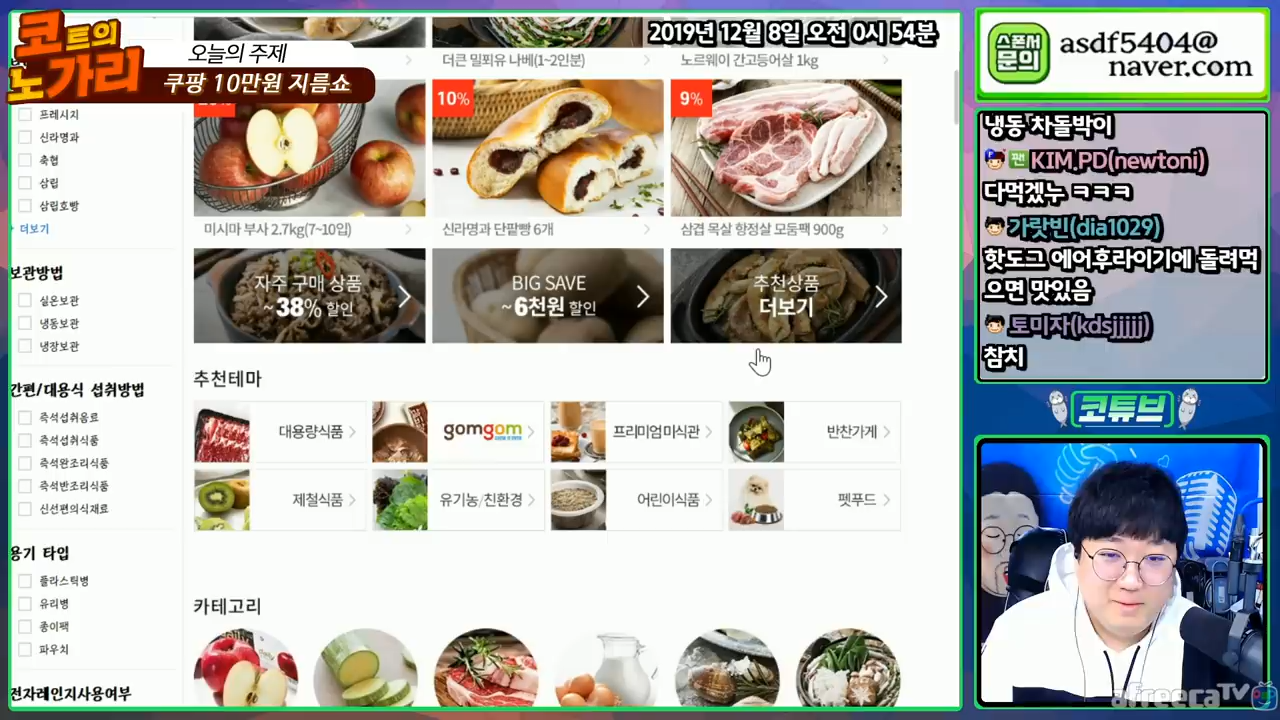 코트의
노가리
오늘의 주제
쿠팡 10만원 지름쇼
2019년 12월 8일 오전 0시 54분
스폰서
문의
asdf5404@
naver.com
더큰 밀푀유 나베(1~2인분)
노르웨이 간고등어살 1kg
프레시지
신라명과
축협
삼립
삼립호빵
더보기
10%
9%
미시마 부사 2.7kg(7~10입)
신라명과 단팥빵 6개
삼겹 목살 항정살 모둠팩 900g
자주 구매 상품
~38% 할인
BIG SAVE
~6천원 할인
추천상품
더보기
보관방법
실온보관
냉동보관
냉장보관
간편/대용식 섭취방법
즉석섭취음료
즉석섭취식품
즉석완조리식품
즉석반조리식품
신선편의식재료
용기 타입
플라스틱병
유리병
종이팩
파우치
전자레인지사용여부
추천테마
대용량식품
gomgom
프리미엄 미식관
반찬가게
제철식품
유기농/친환경
어린이식품
펫푸드
카테고리
냉동 차돌박이
팬 KIM.PD(newtoni)
다먹겠누 ㅋㅋㅋ
가랏빈(dia1029)
핫도그 에어후라이기에 돌려먹
으면 맛있음
토미자(kdsjjjjj)
참치
코튜브
afreecaTV